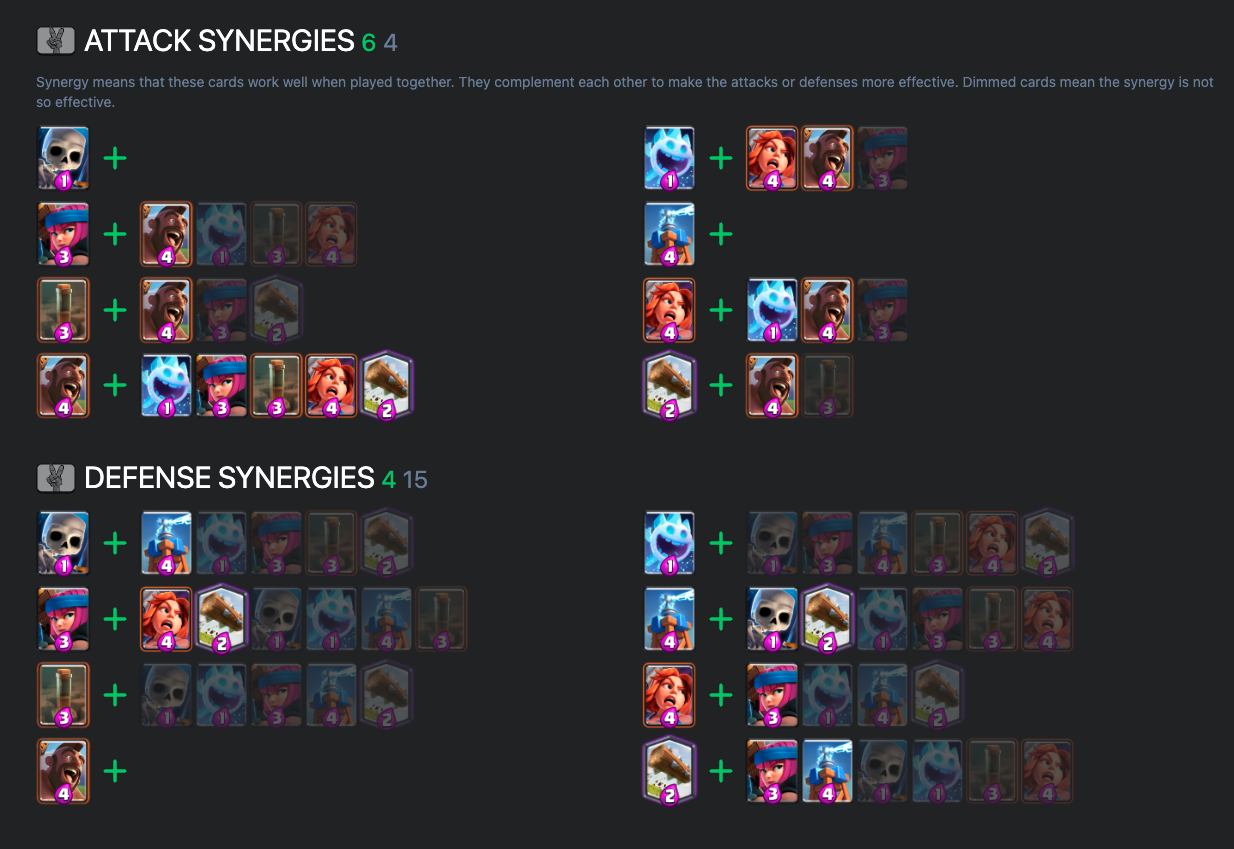 ATTACK SYNERGIES 6 4
Synergy means that these cards work well when played together. They complement each other to make the attacks or defenses more effective. Dimmed cards mean the synergy is not
so effective.
1 + 1 + 4 4 3
3 + 4 1 3 4 4 +
3 + 4 3 2 4 + 1 4 3
4 + 1 3 3 4 2 2 + 4 3
DEFENSE SYNERGIES 4 15
1 + 4 1 3 3 2 1 + 1 3 4 3 4 2
3 + 4 2 1 1 4 3 4 + 1 2 1 3 3 4
3 + 1 1 3 4 2 4 + 3 1 4 2
4 + 2 + 3 4 1 1 3 4